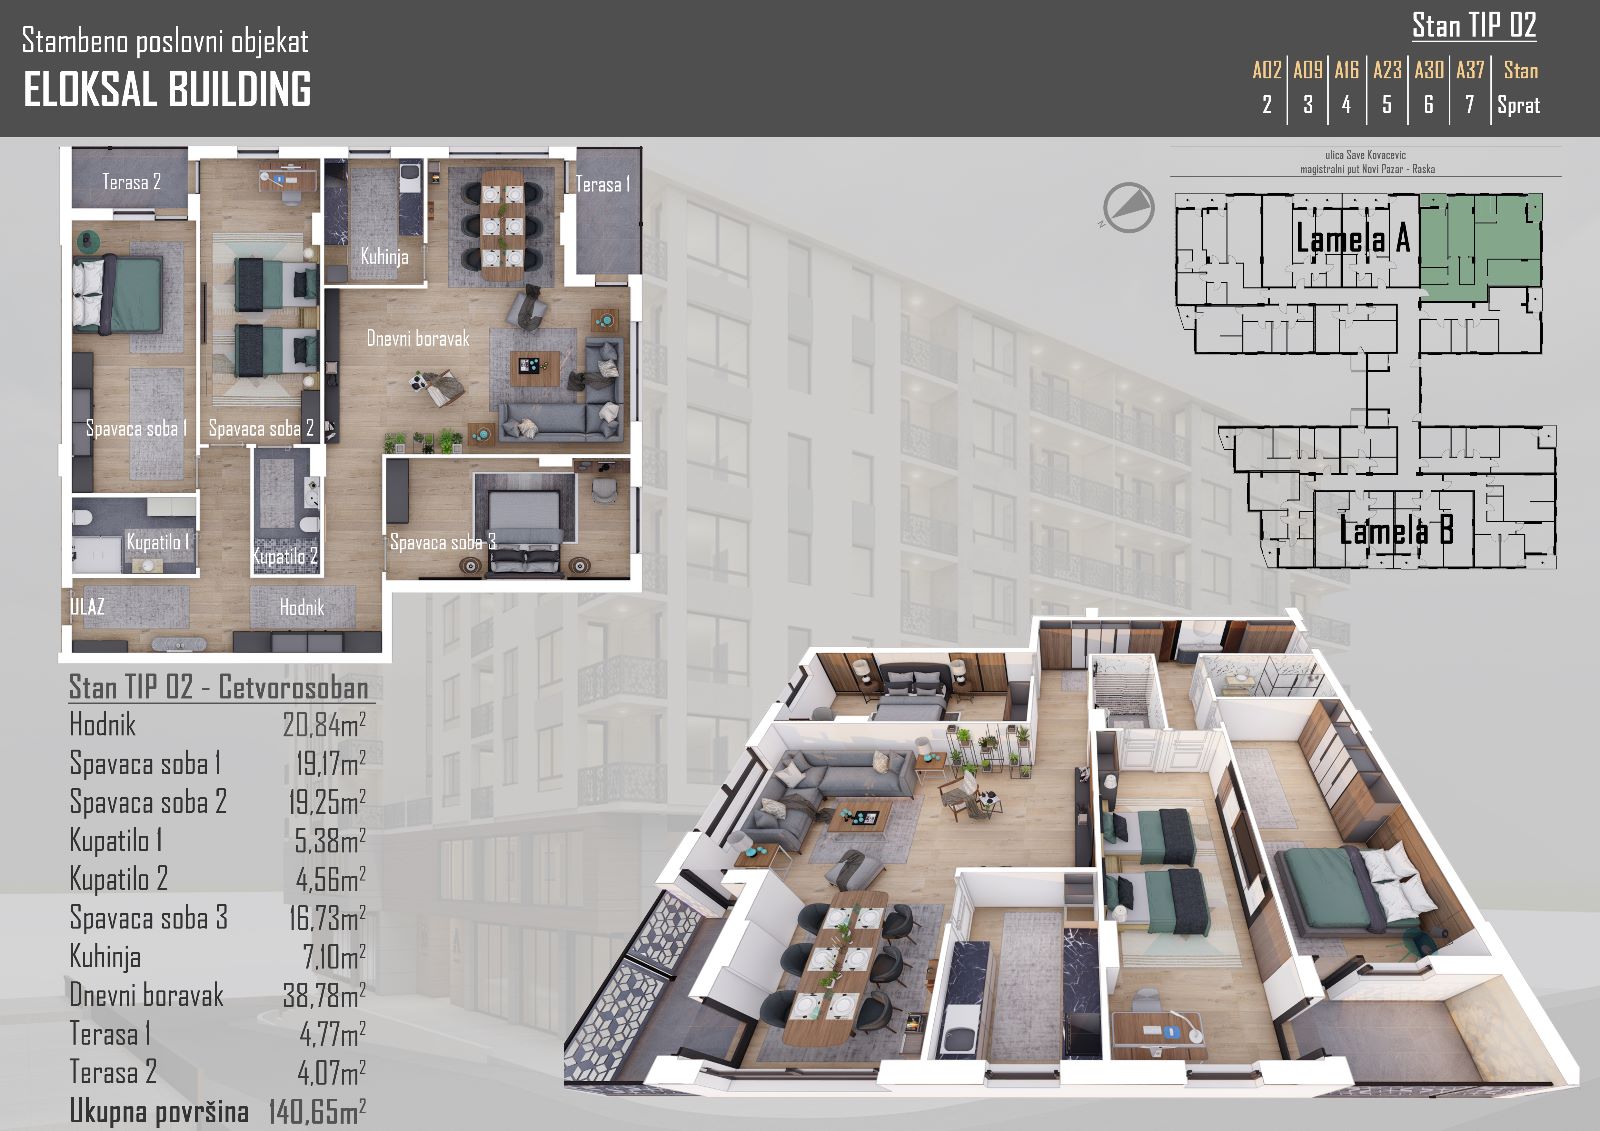 Stambeno poslovni objekat
ELOKSAL BUILDING
Stan TIP 02
A02 A09 A16 A23 A30 A37 Stan
2 3 4 5 6 7 Sprat
ulica Save Kovacevic
magistralni put Novi Pazar - Raska
N
Lamela A
Lamela B
Terasa 2
Terasa 1
Kuhinja
Dnevni boravak
Spavaca soba 1
Spavaca soba 2
Kupatilo 1
Kupatilo 2
Spavaca soba 3
ULAZ
Hodnik
Stan TIP 02 - Cetvorosoban
Hodnik 20,84m²
Spavaca soba 1 19,17m²
Spavaca soba 2 19,25m²
Kupatilo 1 5,38m²
Kupatilo 2 4,56m²
Spavaca soba 3 16,73m²
Kuhinja 7,10m²
Dnevni boravak 38,78m²
Terasa 1 4,77m²
Terasa 2 4,07m²
Ukupna površina 140,65m²